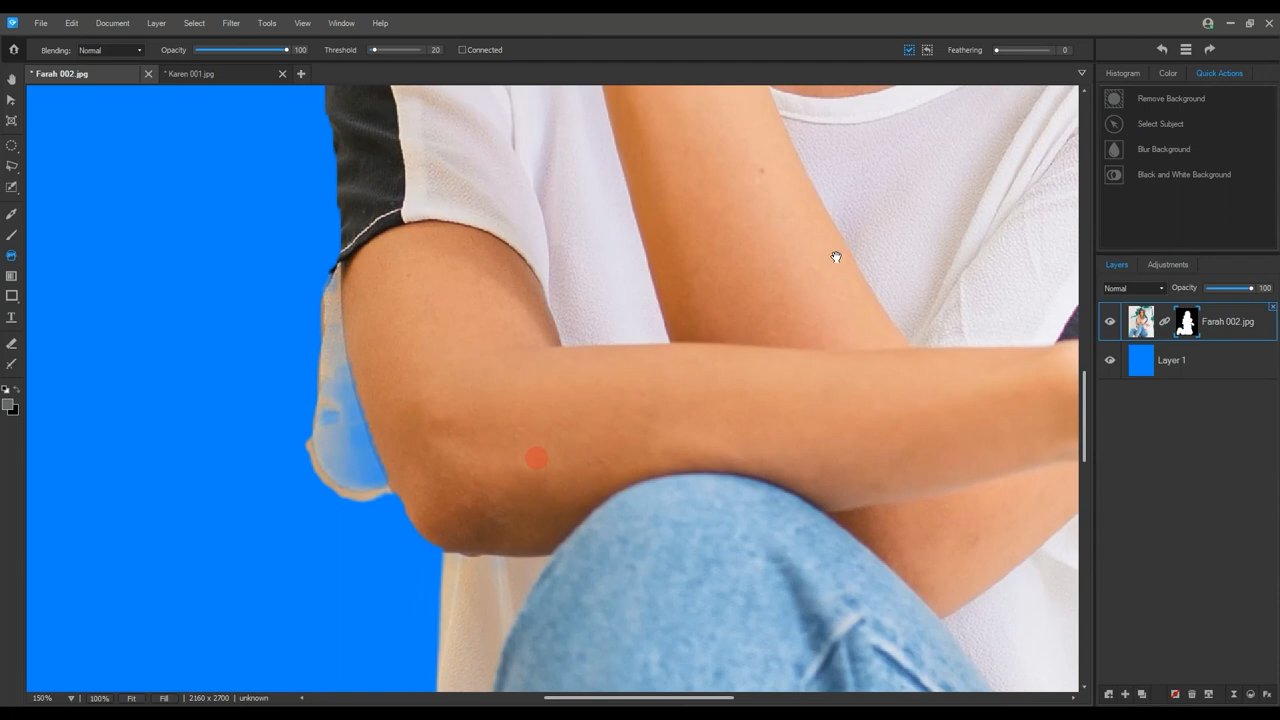 File Edit Document Layer Select Filter Tools View Window Help
Blending: Normal Opacity 100 Threshold 20 Connected Feathering 0
* Farah 002.jpg * Karen 001.jpg
Histogram Color Quick Actions
Remove Background
Select Subject
Blur Background
Black and White Background
Layers Adjustments
Normal Opacity 100
Farah 002.jpg
Layer 1
150% 100% Fit Fill 2160 x 2700 unknown